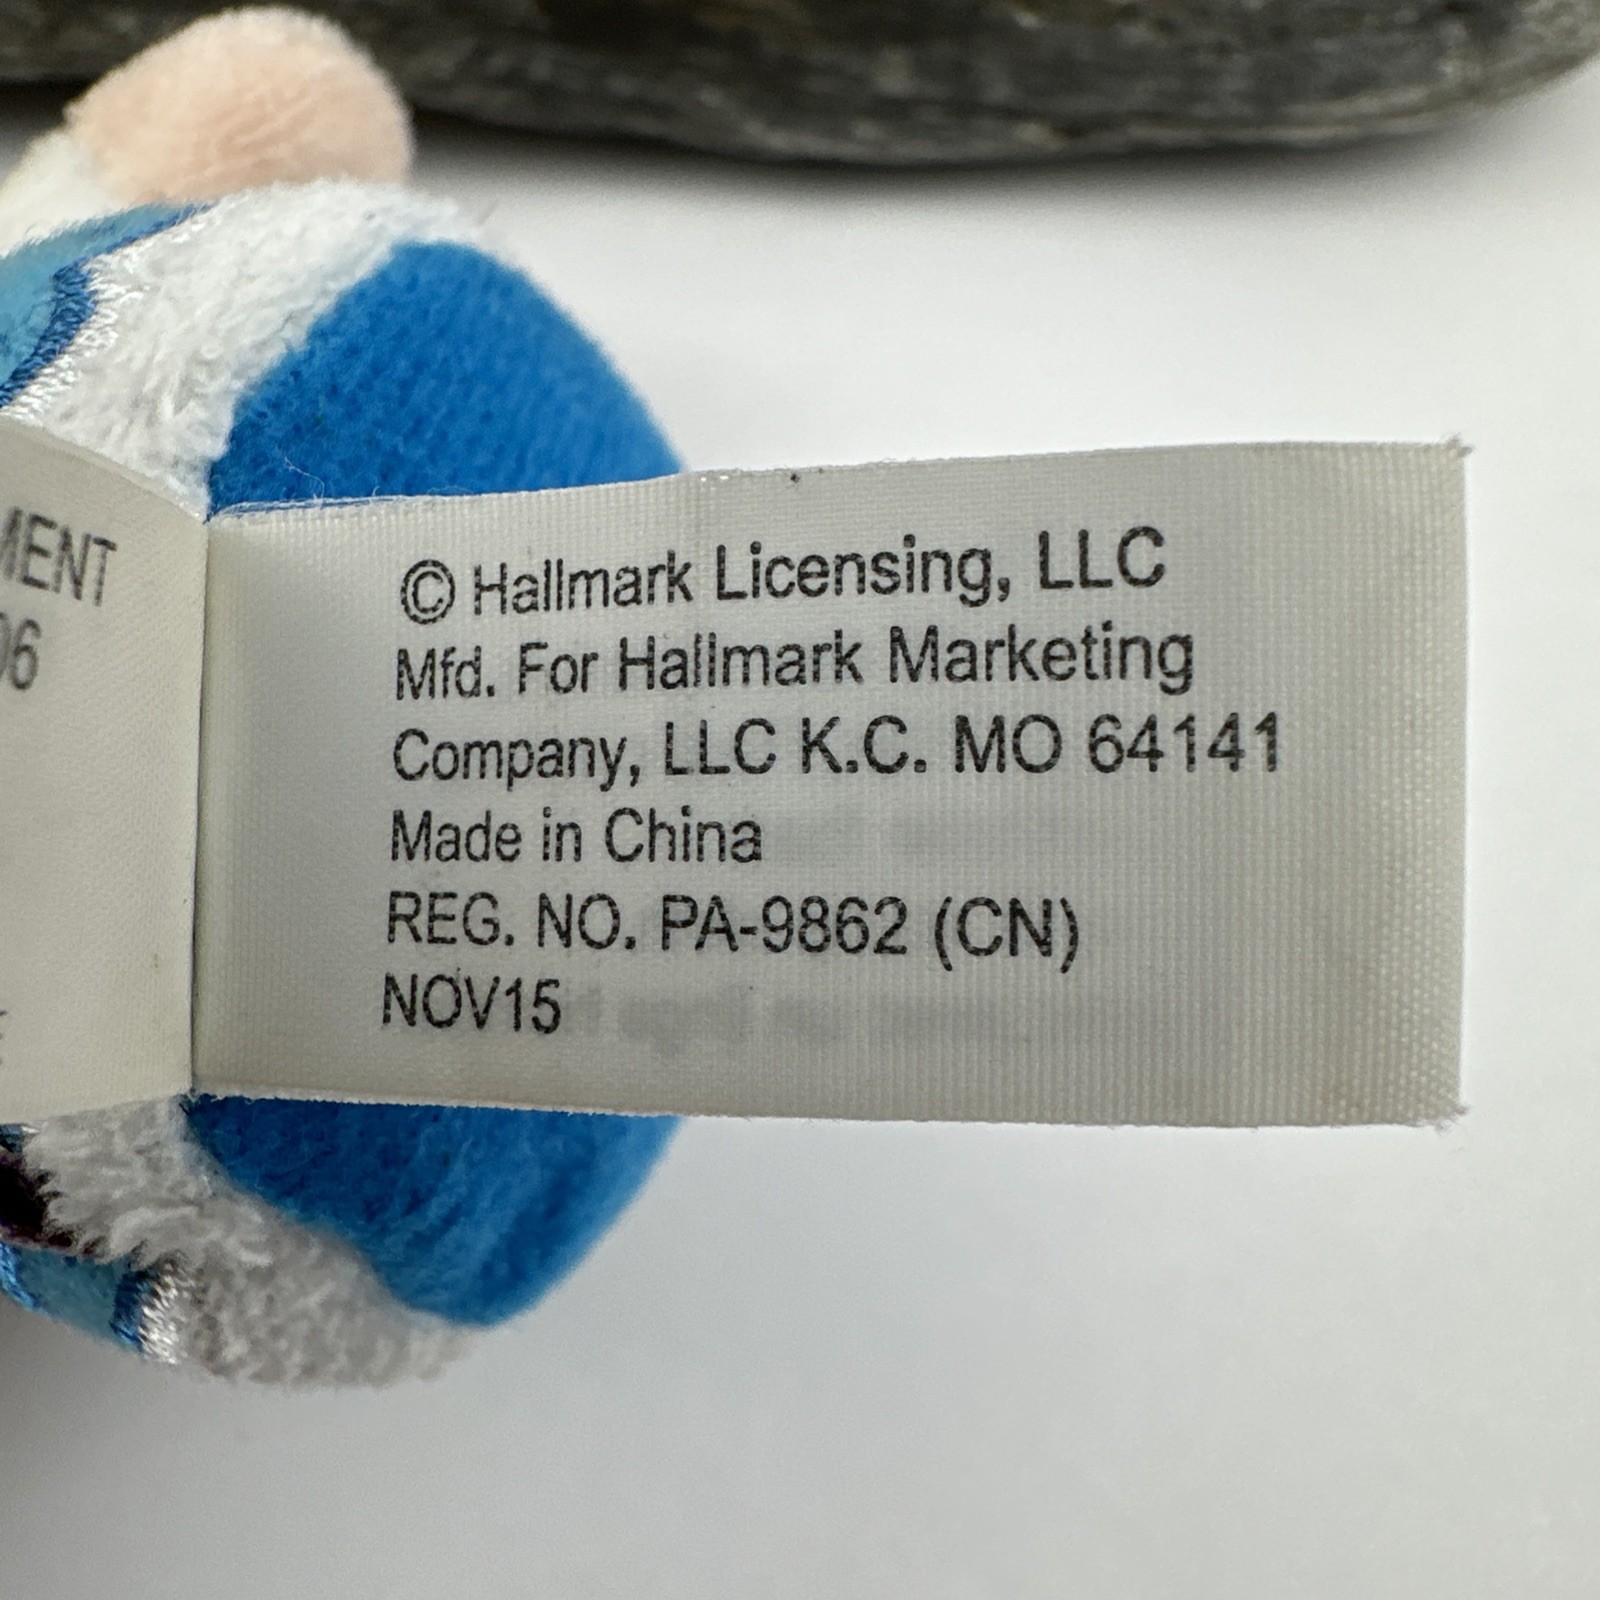 06
© Hallmark Licensing, LLC
Mfd. For Hallmark Marketing
Company, LLC K.C. MO 64141
Made in China
REG. NO. PA-9862 (CN)
NOV15